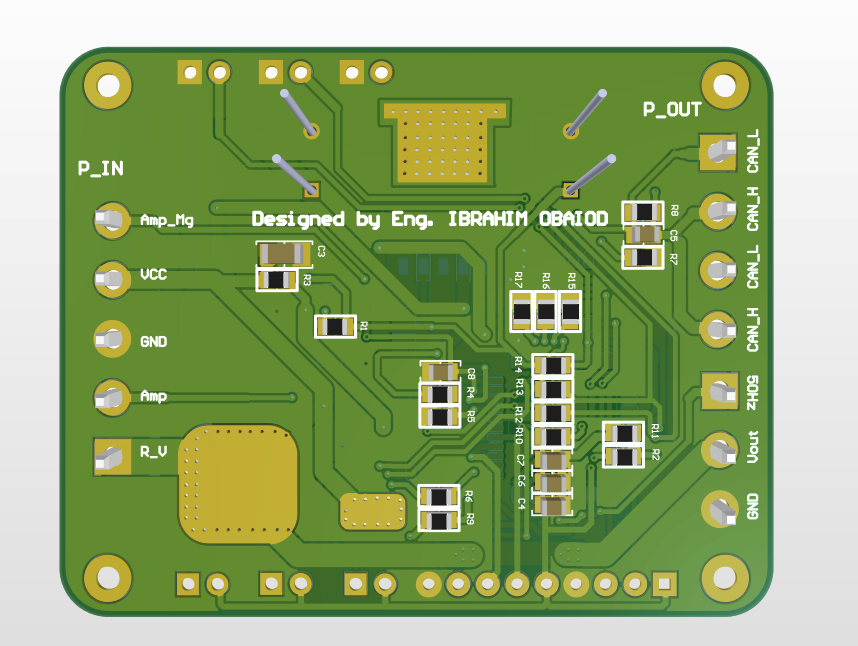 P_OUT
P_IN
CAN_L
CAN_H
CAN_L
CAN_H
50HZ
Vout
GND
Amp_Mg
VCC
GND
Amp
R_V
Designed by Eng. IBRAHIM OBAIOD
R8
C5
R7
C3
R3
R1
R17
R16
R15
C8
R4
R5
R14
R13
R12
R10
C7
C6
C4
R11
R2
R6
R9